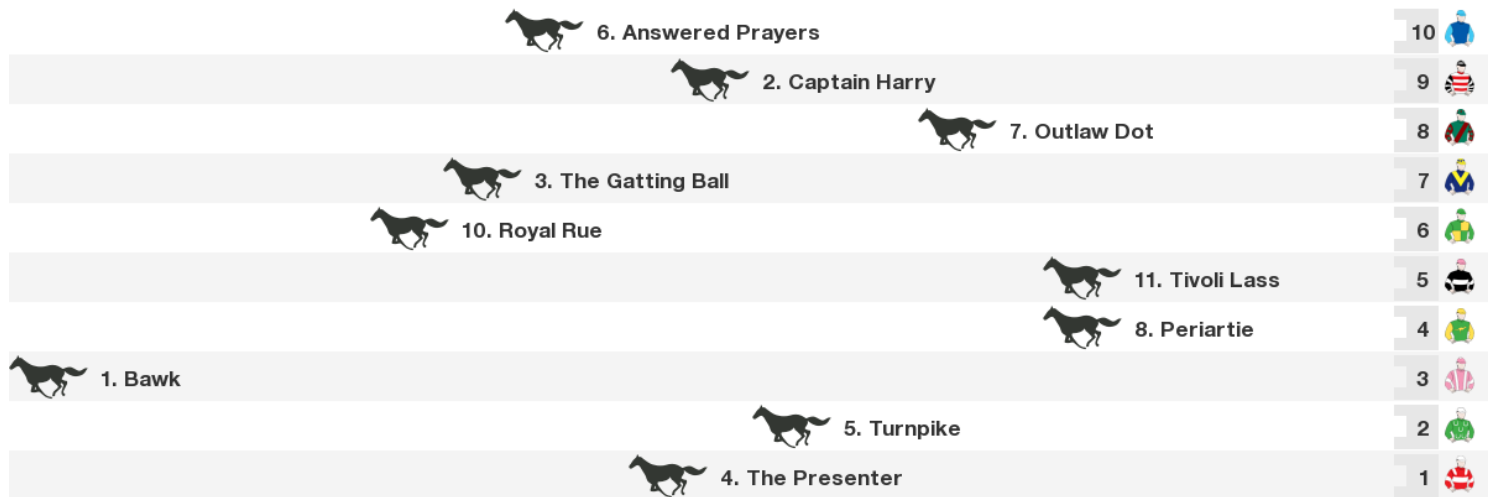 6. Answered Prayers 10
2. Captain Harry 9
7. Outlaw Dot 8
3. The Gatting Ball 7
10. Royal Rue 6
11. Tivoli Lass 5
8. Periartie 4
1. Bawk 3
5. Turnpike 2
4. The Presenter 1